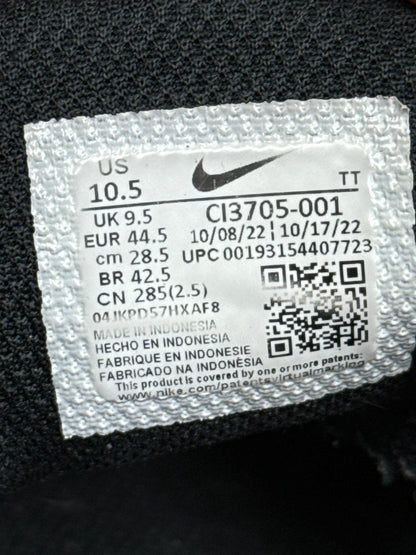 US
10.5
TT
UK 9.5
CI3705-001
EUR 44.5
10/08/22 | 10/17/22
cm 28.5
UPC 00193154407723
BR 42.5
CN 285(2.5)
04JKPD57HXAF8
MADE IN INDONESIA
HECHO EN INDONESIA
FABRIQUE EN INDONESIE
FABRICADO NA INDONÉSIA
This product is covered by one or more patents:
www.nike.com/patentsvirtualmarking